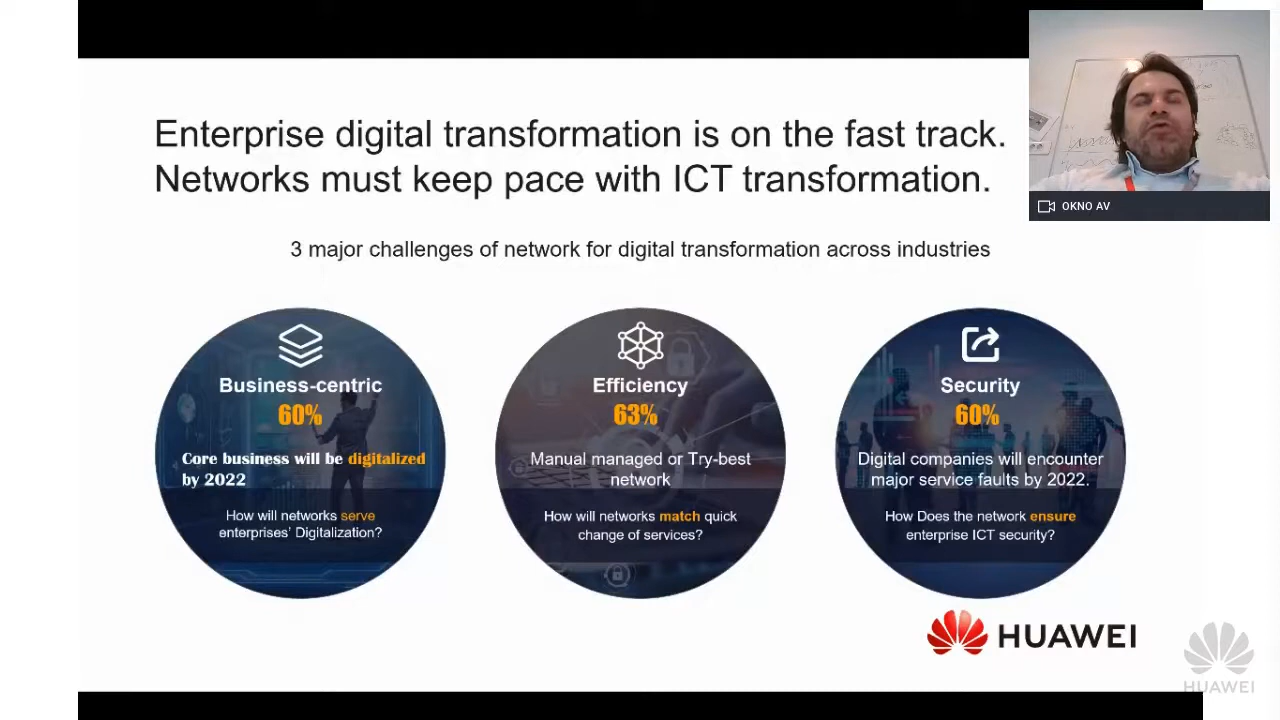 Enterprise digital transformation is on the fast track.
Networks must keep pace with ICT transformation.
OKNO AV
3 major challenges of network for digital transformation across industries
Business-centric
60%
Core business will be digitalized
by 2022
How will networks serve
enterprises' Digitalization?
Efficiency
63%
Manual managed or Try-best
network
How will networks match quick
change of services?
Security
60%
Digital companies will encounter
major service faults by 2022.
How Does the network ensure
enterprise ICT security?
HUAWEI
HUAWEI